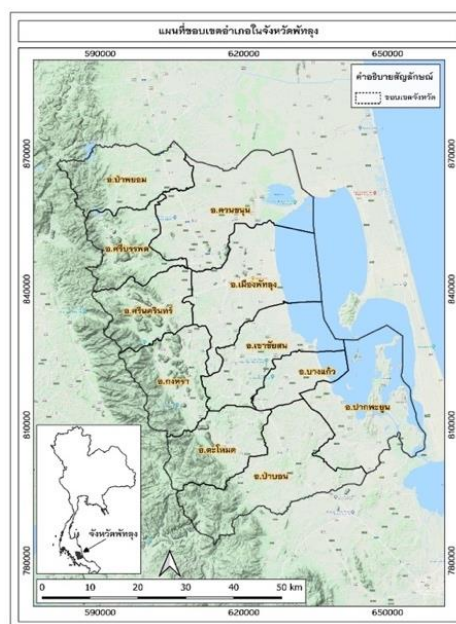 แผนที่ขอบเขตอำเภอในจังหวัดพัทลุง
590000 620000 650000
คำอธิบายสัญลักษณ์
ขอบเขตจังหวัด
870000 870000
อ.ป่าพยอม
อ.ควนขนุน
อ.ศรีบรรพต
840000 840000
อ.เมืองพัทลุง
อ.ศรีนครินทร์
อ.เขาชัยสน
อ.บางแก้ว
อ.กงหรา
อ.ปากพะยูน
810000 810000
อ.ตะโหมด
อ.ป่าบอน
จังหวัดพัทลุง
780000 780000
0 10 20 30 40 50 km
590000 620000 650000